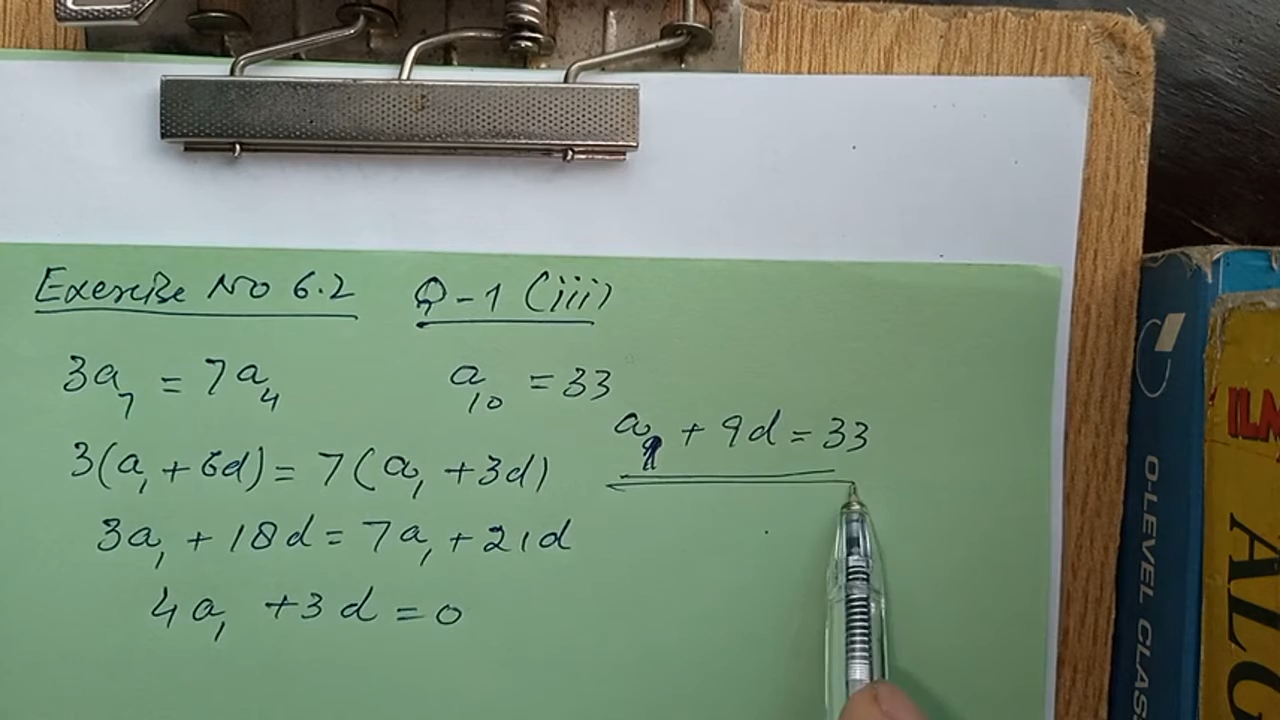 Exercise No 6.2 Q-1 (iii)
3a₇ = 7a₄ a₁₀ = 33
a₁ + 9d = 33
3(a₁ + 6d) = 7(a₁ + 3d)
3a₁ + 18d = 7a₁ + 21d
4a₁ + 3d = 0
O-LEVEL CLASS